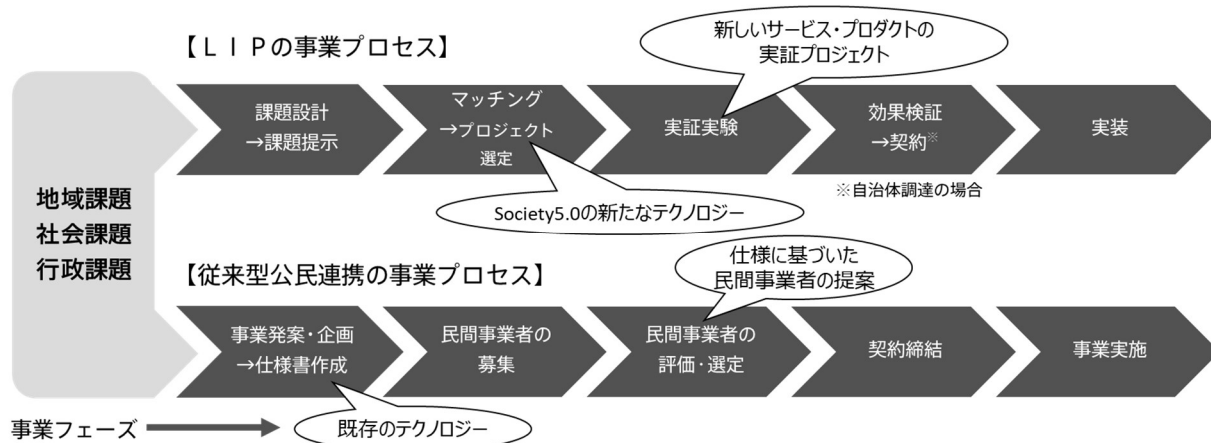 【ＬＩＰの事業プロセス】
新しいサービス・プロダクトの
実証プロジェクト
課題設計
→課題提示
マッチング
→プロジェクト
選定
実証実験
効果検証
→契約※
実装
※自治体調達の場合
Society5.0の新たなテクノロジー
地域課題
社会課題
行政課題
【従来型公民連携の事業プロセス】
仕様に基づいた
民間事業者の提案
事業発案・企画
→仕様書作成
民間事業者の
募集
民間事業者の
評価・選定
契約締結
事業実施
既存のテクノロジー
事業フェーズ